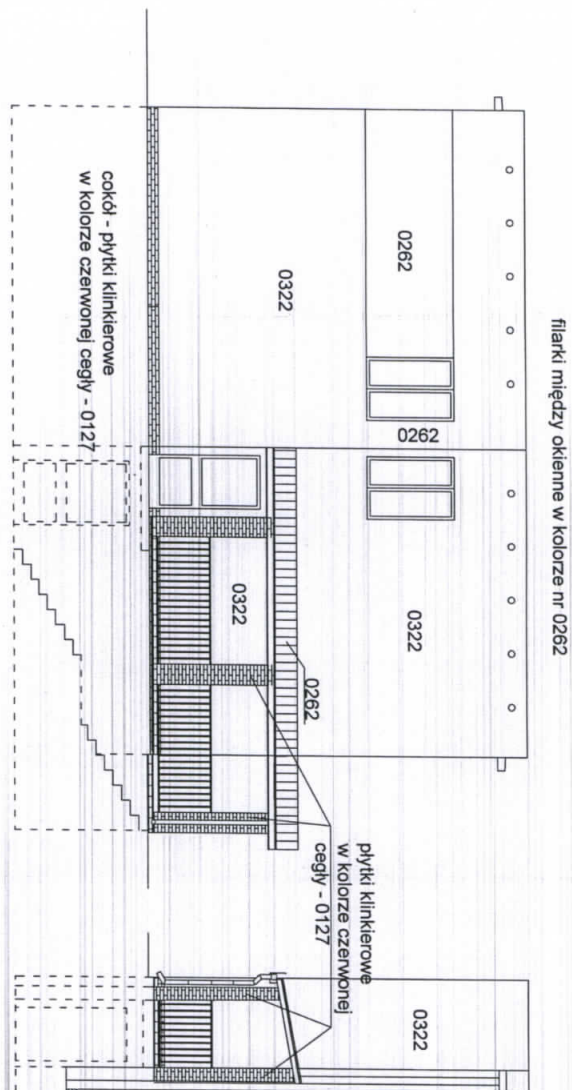 filarki między okienne w kolorze nr 0262
0262
0322
0262
0322
0322
0262
cokół - płytki klinkierowe
w kolorze czerwonej cegły - 0127
płytki klinkierowe
w kolorze czerwonej
cegły - 0127
0322